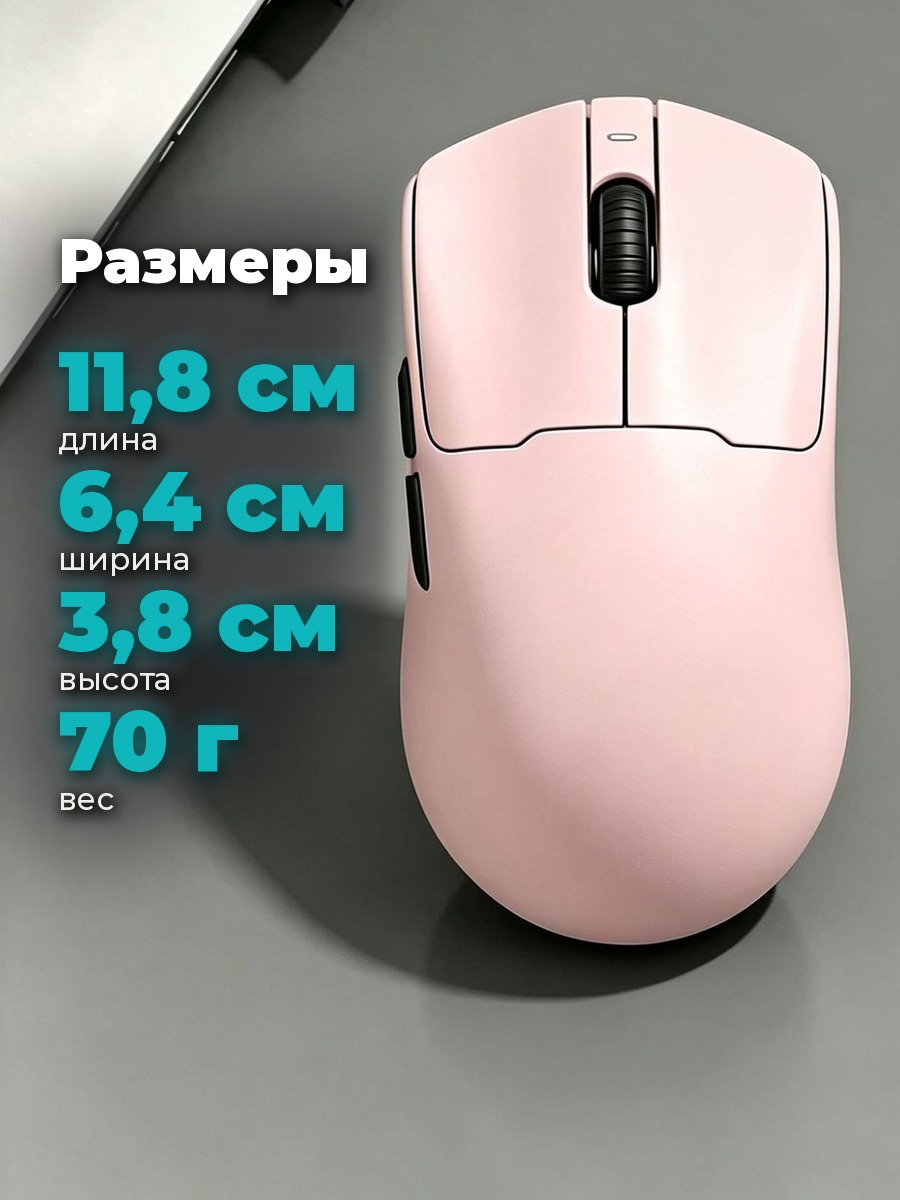 Размеры
11,8 см
длина
6,4 см
ширина
3,8 см
высота
70 г
вес